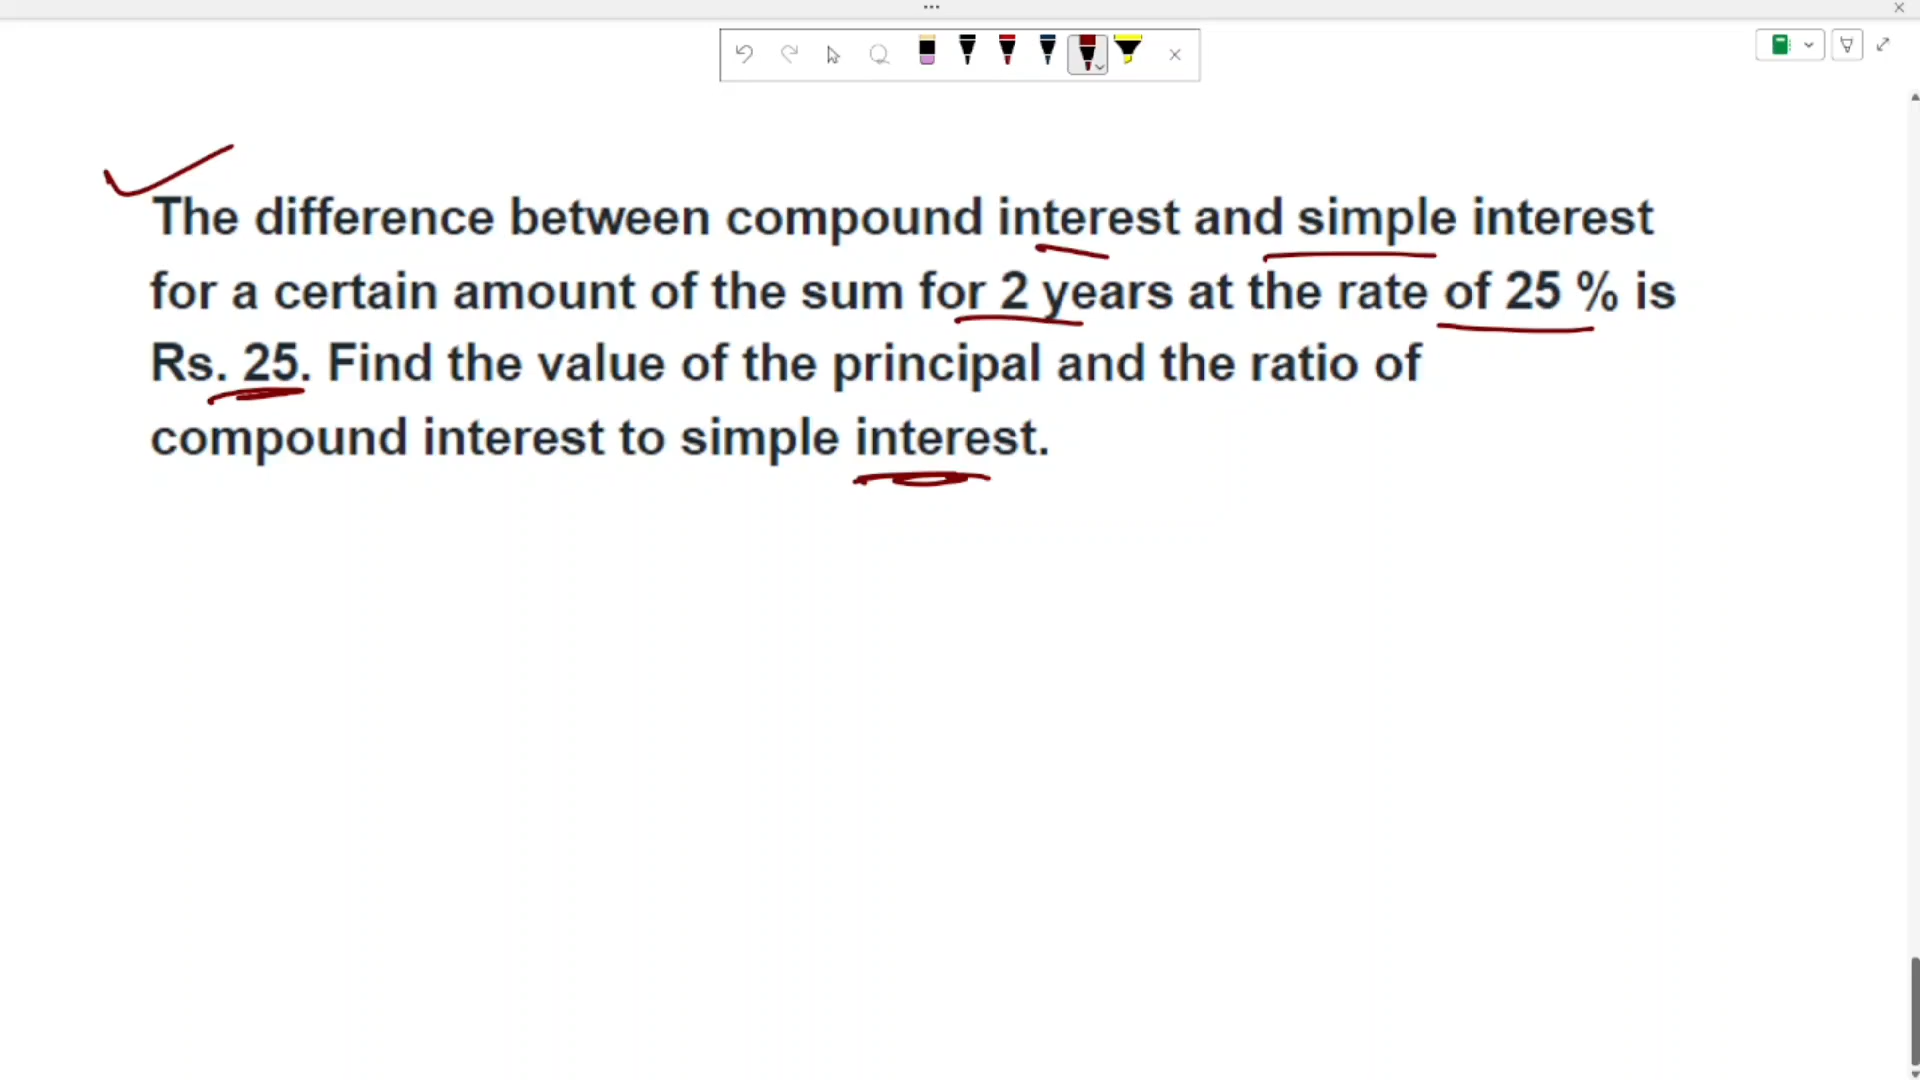 The difference between compound interest and simple interest
for a certain amount of the sum for 2 years at the rate of 25 % is
Rs. 25. Find the value of the principal and the ratio of
compound interest to simple interest.